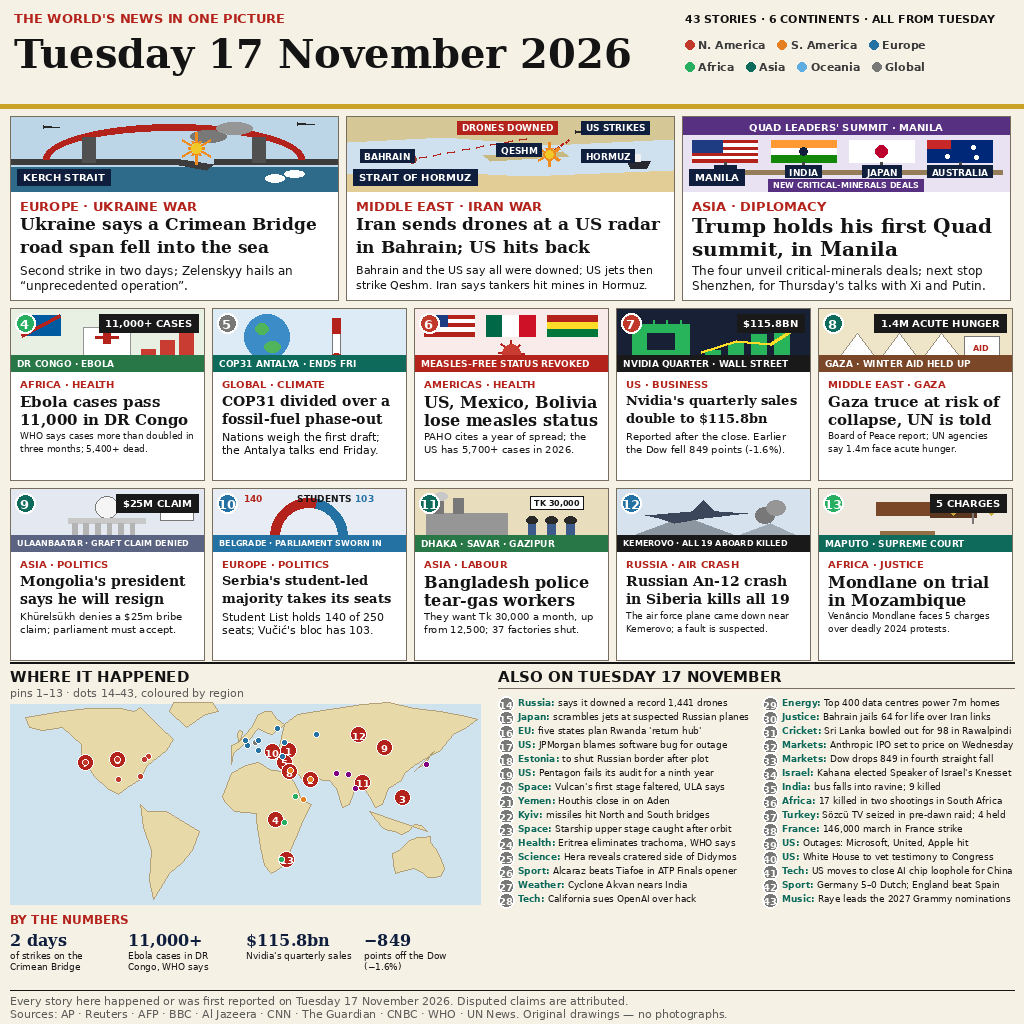 THE WORLD'S NEWS IN ONE PICTURE
Tuesday 17 November 2026
43 STORIES · 6 CONTINENTS · ALL FROM TUESDAY
N. America S. America Europe
Africa Asia Oceania Global
KERCH STRAIT
EUROPE · UKRAINE WAR
Ukraine says a Crimean Bridge
road span fell into the sea
Second strike in two days; Zelenskyy hails an
“unprecedented operation”.
DRONES DOWNED
US STRIKES
BAHRAIN
QESHM
HORMUZ
STRAIT OF HORMUZ
MIDDLE EAST · IRAN WAR
Iran sends drones at a US radar
in Bahrain; US hits back
Bahrain and the US say all were downed; US jets then
strike Qeshm. Iran says tankers hit mines in Hormuz.
QUAD LEADERS' SUMMIT · MANILA
MANILA
INDIA
JAPAN
AUSTRALIA
NEW CRITICAL-MINERALS DEALS
ASIA · DIPLOMACY
Trump holds his first Quad
summit, in Manila
The four unveil critical-minerals deals; next stop
Shenzhen, for Thursday's talks with Xi and Putin.
4
11,000+ CASES
DR CONGO · EBOLA
AFRICA · HEALTH
Ebola cases pass
11,000 in DR Congo
WHO says cases more than doubled in
three months; 5,400+ dead.
5
COP31 ANTALYA · ENDS FRI
GLOBAL · CLIMATE
COP31 divided over a
fossil-fuel phase-out
Nations weigh the first draft;
the Antalya talks end Friday.
6
MEASLES-FREE STATUS REVOKED
AMERICAS · HEALTH
US, Mexico, Bolivia
lose measles status
PAHO cites a year of spread; the
US has 5,700+ cases in 2026.
7
$115.8BN
NVIDIA QUARTER · WALL STREET
US · BUSINESS
Nvidia's quarterly sales
double to $115.8bn
Reported after the close. Earlier
the Dow fell 849 points (-1.6%).
8
1.4M ACUTE HUNGER
AID
GAZA · WINTER AID HELD UP
MIDDLE EAST · GAZA
Gaza truce at risk of
collapse, UN is told
Board of Peace report; UN agencies
say 1.4m face acute hunger.
9
$25M CLAIM
ULAANBAATAR · GRAFT CLAIM DENIED
ASIA · POLITICS
Mongolia's president
says he will resign
Khürelsükh denies a $25m bribe
claim; parliament must accept.
10
140 STUDENTS 103
BELGRADE · PARLIAMENT SWORN IN
EUROPE · POLITICS
Serbia's student-led
majority takes its seats
Student List holds 140 of 250
seats; Vučić's bloc has 103.
11
TK 30,000
DHAKA · SAVAR · GAZIPUR
ASIA · LABOUR
Bangladesh police
tear-gas workers
They want Tk 30,000 a month, up
from 12,500; 37 factories shut.
12
KEMEROVO · ALL 19 ABOARD KILLED
RUSSIA · AIR CRASH
Russian An-12 crash
in Siberia kills all 19
The air force plane came down near
Kemerovo; a fault is suspected.
13
5 CHARGES
MAPUTO · SUPREME COURT
AFRICA · JUSTICE
Mondlane on trial
in Mozambique
Venâncio Mondlane faces 5 charges
over deadly 2024 protests.
WHERE IT HAPPENED
pins 1–13 · dots 14–43, coloured by region
12
9
10
1
8
11
3
4
13
BY THE NUMBERS
2 days
of strikes on the
Crimean Bridge
11,000+
Ebola cases in DR
Congo, WHO says
$115.8bn
Nvidia's quarterly sales
−849
points off the Dow
(−1.6%)
ALSO ON TUESDAY 17 NOVEMBER
14 Russia: says it downed a record 1,441 drones
15 Japan: scrambles jets at suspected Russian planes
16 EU: five states plan Rwanda 'return hub'
17 US: JPMorgan blames software bug for outage
18 Estonia: to shut Russian border after plot
19 US: Pentagon fails its audit for a ninth year
20 Space: Vulcan's first stage faltered, ULA says
21 Yemen: Houthis close in on Aden
22 Kyiv: missiles hit North and South bridges
23 Space: Starship upper stage caught after orbit
24 Health: Eritrea eliminates trachoma, WHO says
25 Science: Hera reveals cratered side of Didymos
26 Sport: Alcaraz beats Tiafoe in ATP Finals opener
27 Weather: Cyclone Akvan nears India
28 Tech: California sues OpenAI over hack
29 Energy: Top 400 data centres power 7m homes
30 Justice: Bahrain jails 64 for life over Iran links
31 Cricket: Sri Lanka bowled out for 98 in Rawalpindi
32 Markets: Anthropic IPO set to price on Wednesday
33 Markets: Dow drops 849 in fourth straight fall
34 Israel: Kahana elected Speaker of Israel's Knesset
35 India: bus falls into ravine; 9 killed
36 Africa: 17 killed in two shootings in South Africa
37 Turkey: Sözcü TV seized in pre-dawn raid; 4 held
38 France: 146,000 march in France strike
39 US: Outages: Microsoft, United, Apple hit
40 US: White House to vet testimony to Congress
41 Tech: US moves to close AI chip loophole for China
42 Sport: Germany 5–0 Dutch; England beat Spain
43 Music: Raye leads the 2027 Grammy nominations
Every story here happened or was first reported on Tuesday 17 November 2026. Disputed claims are attributed.
Sources: AP · Reuters · AFP · BBC · Al Jazeera · CNN · The Guardian · CNBC · WHO · UN News. Original drawings — no photographs.